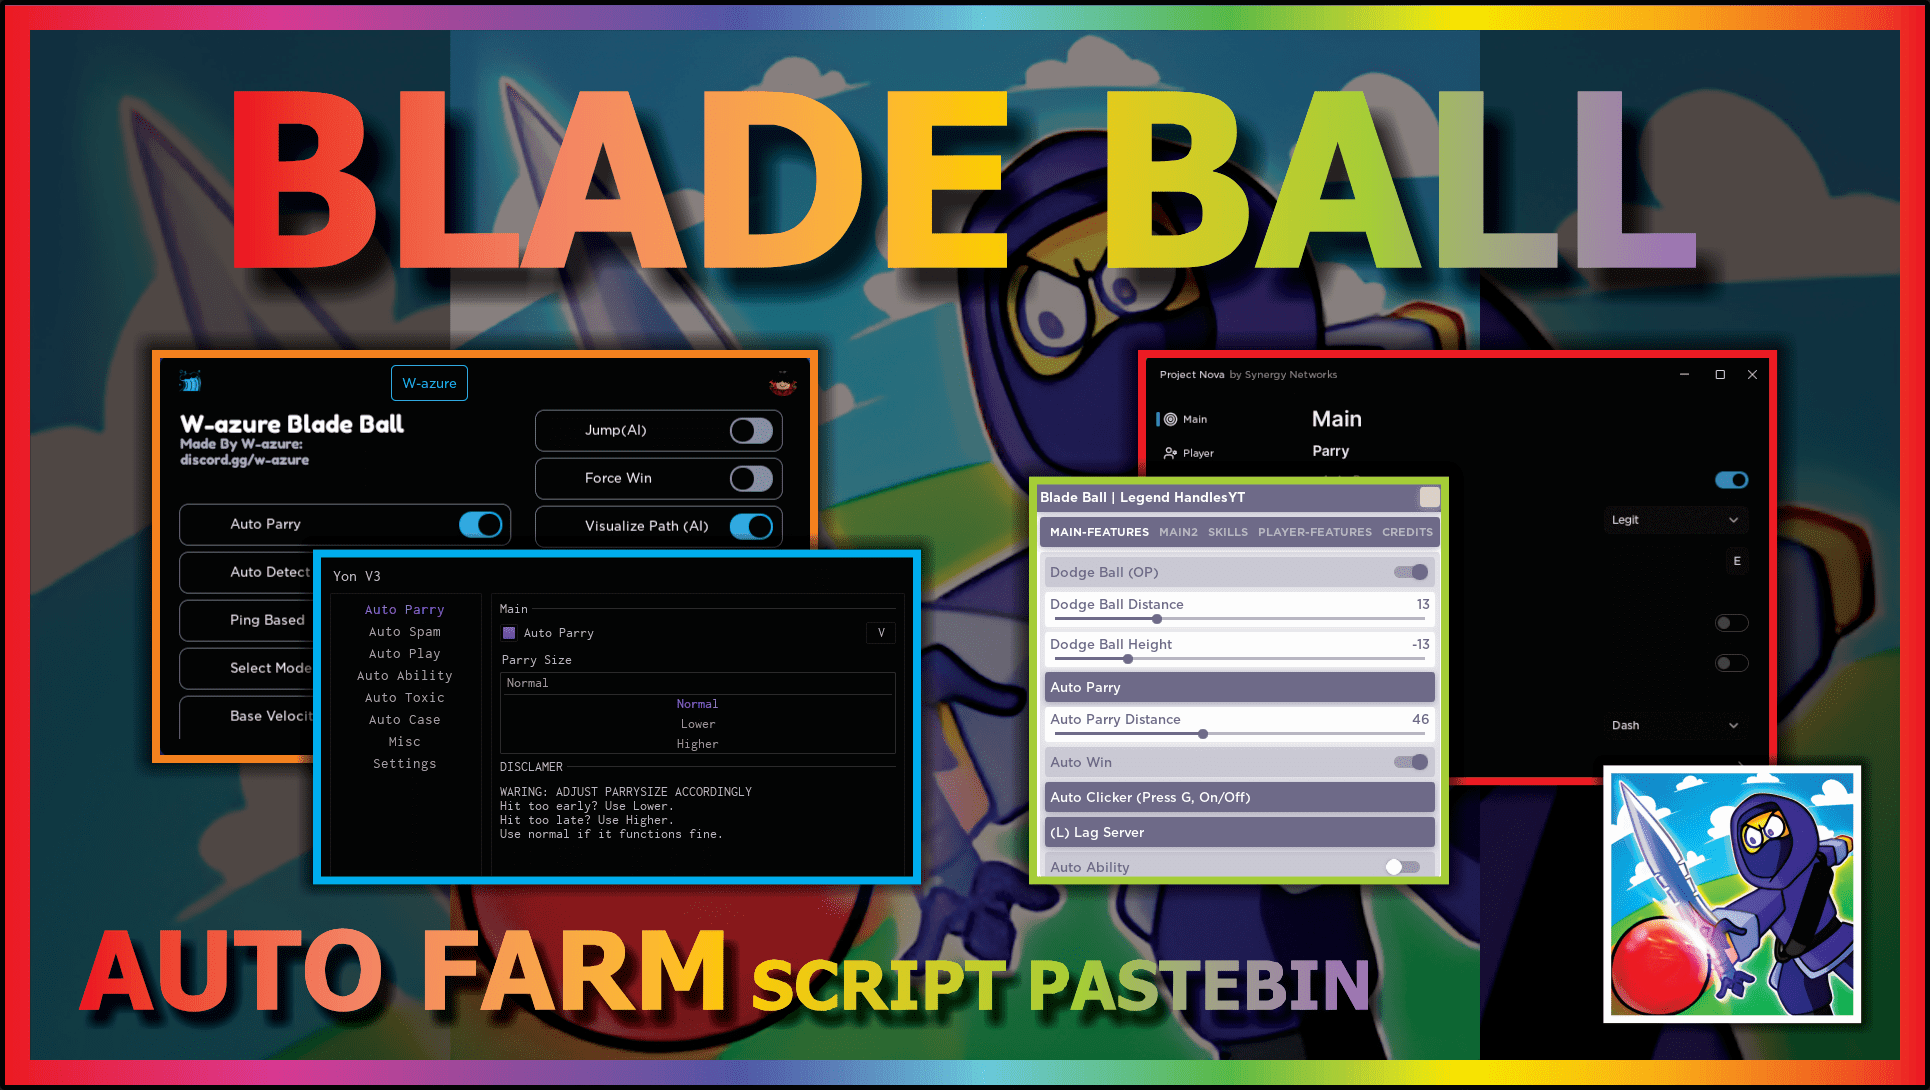 BLADE BALL
W-azure
W-azure Blade Ball
Made By W-azure:
discord.gg/w-azure
Auto Parry
Auto Detect
Ping Based
Select Mode
Base Velocit
Jump(AI)
Force Win
Visualize Path (AI)
Yon V3
Auto Parry
Auto Spam
Auto Play
Auto Ability
Auto Toxic
Auto Case
Misc
Settings
Main
Auto Parry
V
Parry Size
Normal
Normal
Lower
Higher
DISCLAMER
WARING: ADJUST PARRYSIZE ACCORDINGLY
Hit too early? Use Lower.
Hit too late? Use Higher.
Use normal if it functions fine.
Project Nova by Synergy Networks
Main
Player
Main
Parry
Legit
E
Dash
Blade Ball | Legend HandlesYT
MAIN-FEATURES MAIN2 SKILLS PLAYER-FEATURES CREDITS
Dodge Ball (OP)
Dodge Ball Distance 13
Dodge Ball Height -13
Auto Parry
Auto Parry Distance 46
Auto Win
Auto Clicker (Press G, On/Off)
(L) Lag Server
Auto Ability
AUTO FARM SCRIPT PASTEBIN